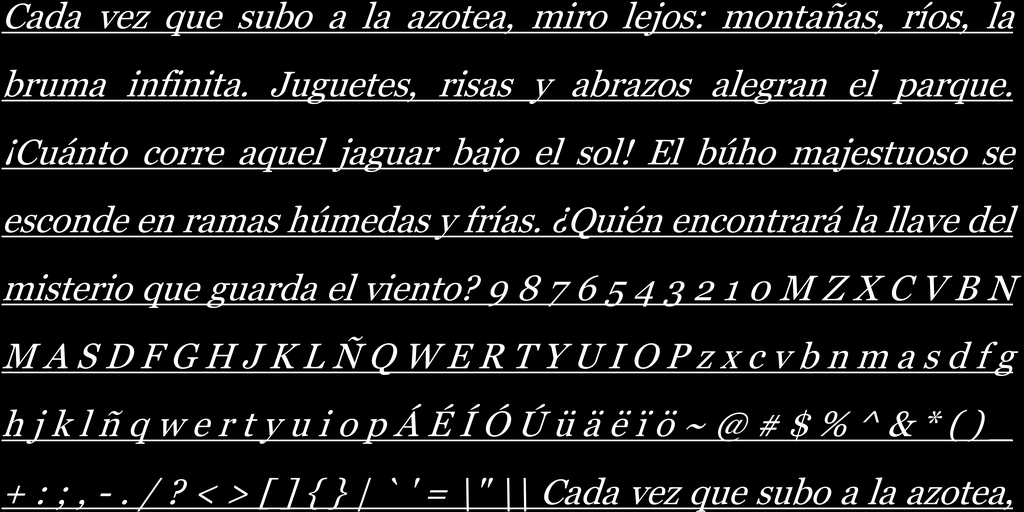 Cada vez que subo a la azotea, miro lejos: montañas, ríos, la
bruma infinita. Juguetes, risas y abrazos alegran el parque.
¡Cuánto corre aquel jaguar bajo el sol! El búho majestuoso se
esconde en ramas húmedas y frías. ¿Quién encontrará la llave del
misterio que guarda el viento? 9 8 7 6 5 4 3 2 1 0 M Z X C V B N
M A S D F G H J K L Ñ Q W E R T Y U I O P z x c v b n m a s d f g
h j k l ñ q w e r t y u i o p Á É Í Ó Ú ü ä ë ï ö ~ @ # $ % ^ & * ( ) _
+ : ; , - . / ? < > [ ] { } | ` ' = \" \\ Cada vez que subo a la azotea,